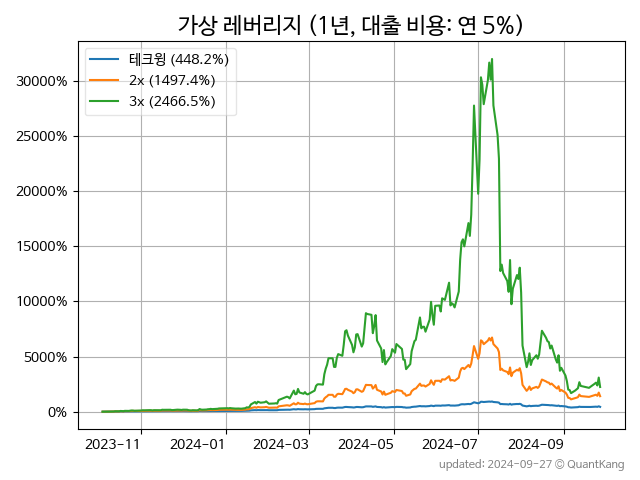 가상 레버리지 (1년, 대출 비용: 연 5%)
테크윙 (448.2%)
2x (1497.4%)
3x (2466.5%)
30000%
25000%
20000%
15000%
10000%
5000%
0%
2023-11 2024-01 2024-03 2024-05 2024-07 2024-09
updated: 2024-09-27 © QuantKang